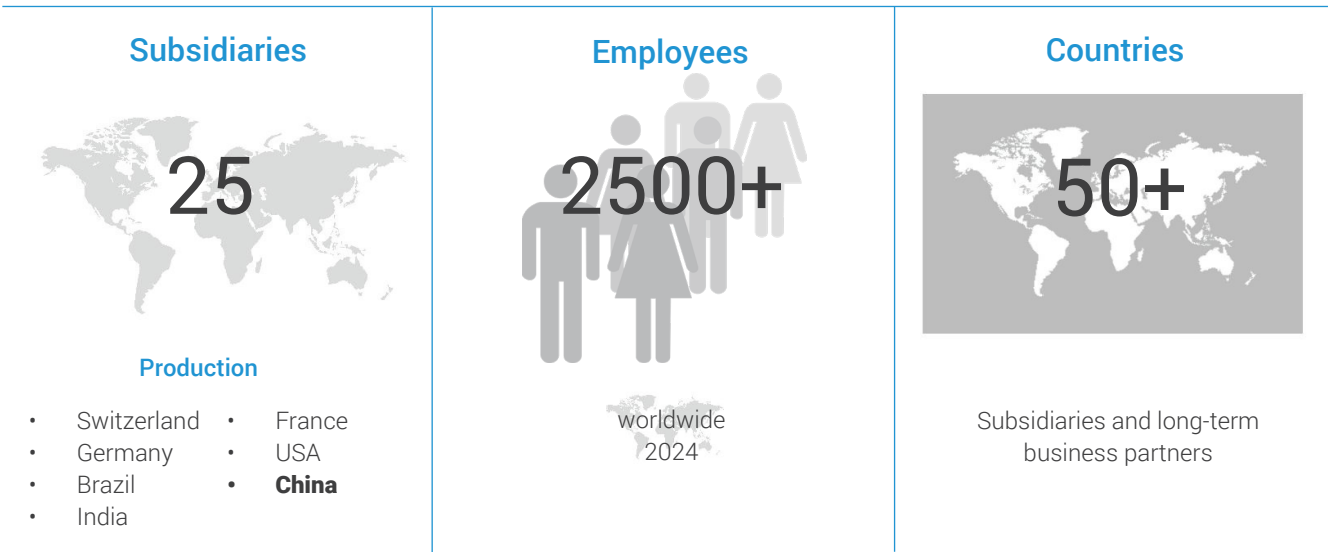 Subsidiaries
25
Production
• Switzerland
• Germany
• Brazil
• India
• France
• USA
• China
Employees
2500+
worldwide
2024
Countries
50+
Subsidiaries and long-term
business partners